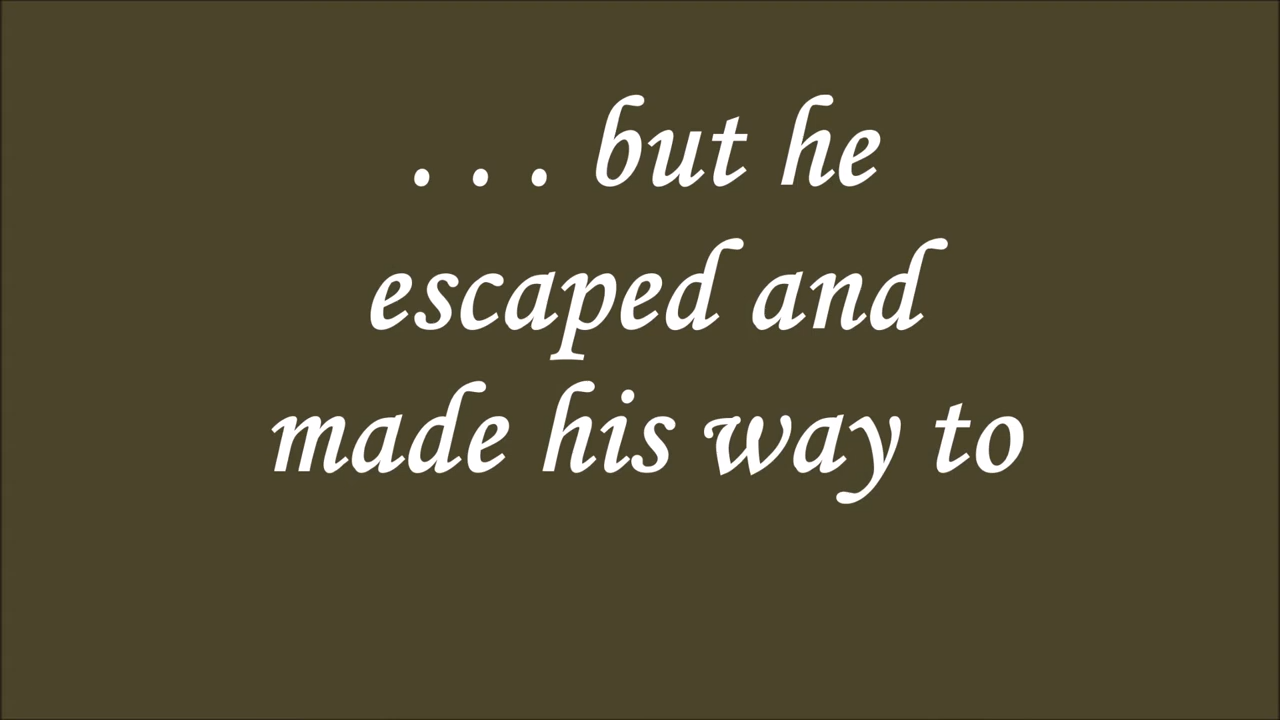 . . . but he
escaped and
made his way to